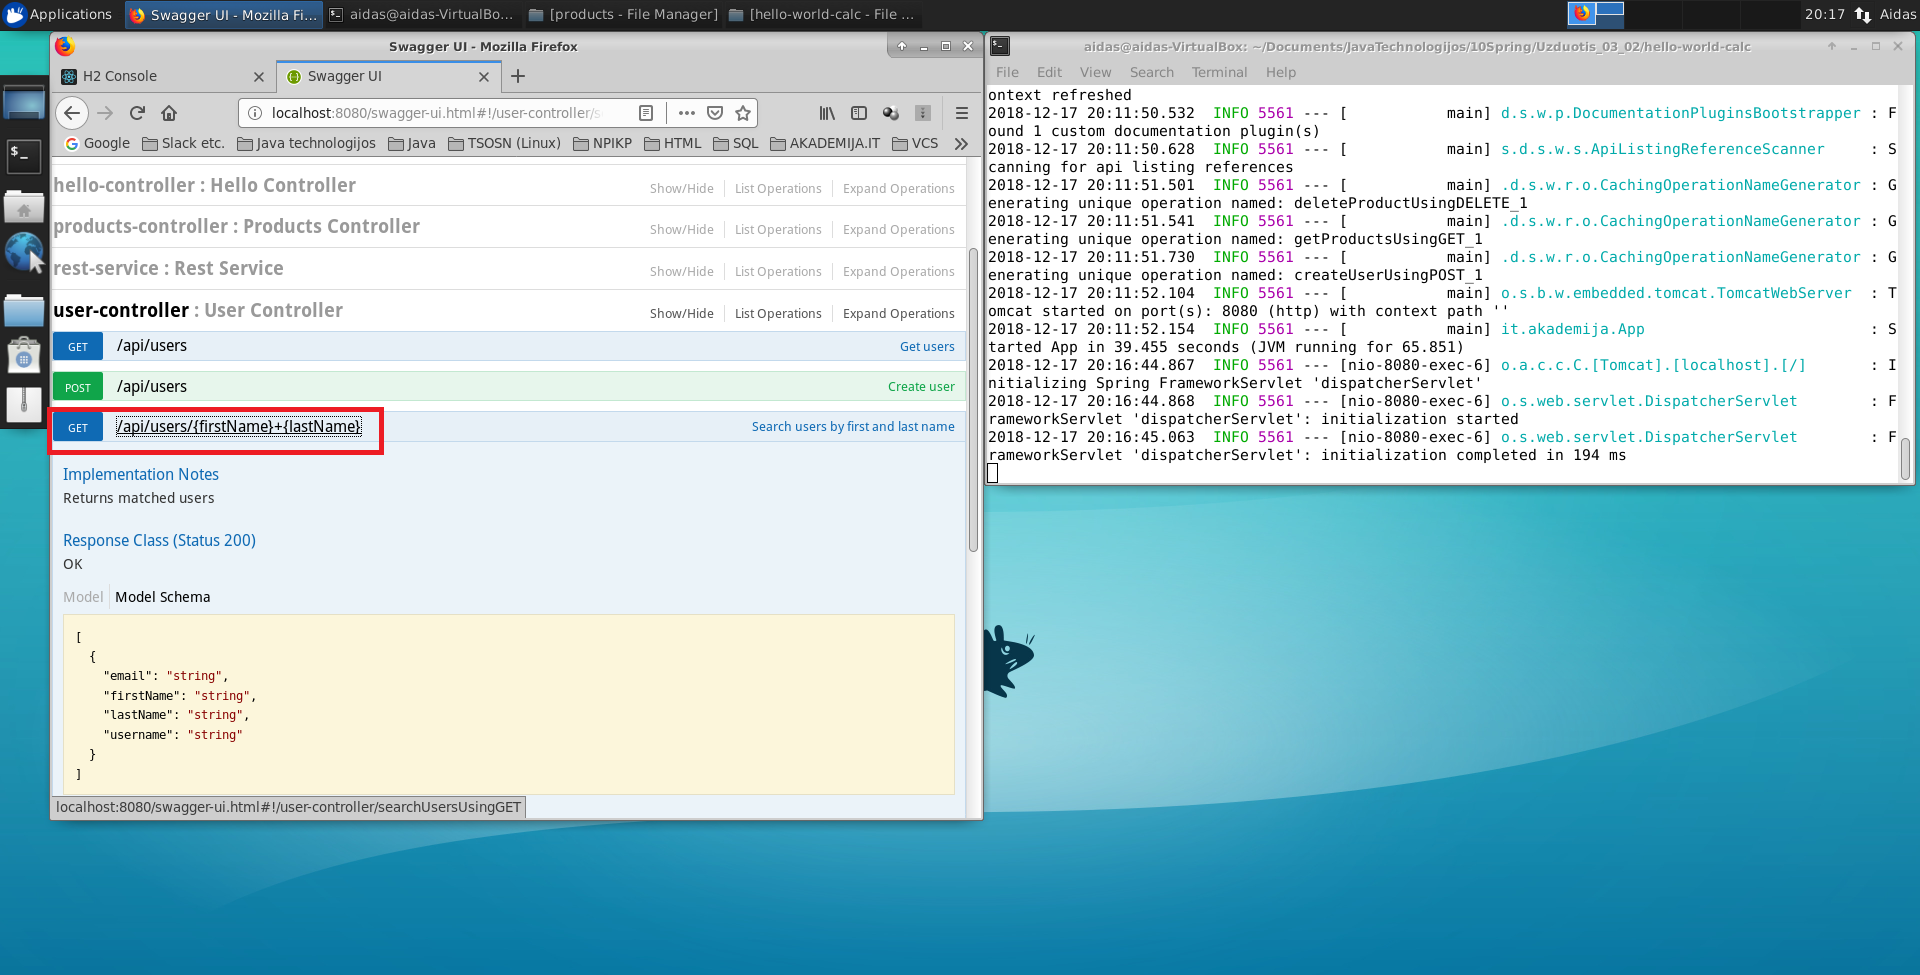 Applications
Swagger UI - Mozilla Fi...
aidas@aidas-VirtualBo...
[products - File Manager]
[hello-world-calc - File ...
20:17
Aidas
Swagger UI - Mozilla Firefox
H2 Console
Swagger UI
localhost:8080/swagger-ui.html#!/user-controller/s
Google
Slack etc.
Java technologijos
Java
TSOSN (Linux)
NPIKP
HTML
SQL
AKADEMIJA.IT
VCS
hello-controller : Hello Controller
Show/Hide
List Operations
Expand Operations
products-controller : Products Controller
Show/Hide
List Operations
Expand Operations
rest-service : Rest Service
Show/Hide
List Operations
Expand Operations
user-controller : User Controller
Show/Hide
List Operations
Expand Operations
GET /api/users Get users
POST /api/users Create user
GET /api/users/{firstName}+{lastName} Search users by first and last name
Implementation Notes
Returns matched users
Response Class (Status 200)
OK
Model
Model Schema
[
{
"email": "string",
"firstName": "string",
"lastName": "string",
"username": "string"
}
]
localhost:8080/swagger-ui.html#!/user-controller/searchUsersUsingGET
aidas@aidas-VirtualBox: ~/Documents/JavaTechnologijos/10Spring/Uzduotis_03_02/hello-world-calc
File Edit View Search Terminal Help
ontext refreshed
2018-12-17 20:11:50.532  INFO 5561 --- [           main] d.s.w.p.DocumentationPluginsBootstrapper : F
ound 1 custom documentation plugin(s)
2018-12-17 20:11:50.628  INFO 5561 --- [           main] s.d.s.w.s.ApiListingReferenceScanner     : S
canning for api listing references
2018-12-17 20:11:51.501  INFO 5561 --- [           main] .d.s.w.r.o.CachingOperationNameGenerator : G
enerating unique operation named: deleteProductUsingDELETE_1
2018-12-17 20:11:51.541  INFO 5561 --- [           main] .d.s.w.r.o.CachingOperationNameGenerator : G
enerating unique operation named: getProductsUsingGET_1
2018-12-17 20:11:51.730  INFO 5561 --- [           main] .d.s.w.r.o.CachingOperationNameGenerator : G
enerating unique operation named: createUserUsingPOST_1
2018-12-17 20:11:52.104  INFO 5561 --- [           main] o.s.b.w.embedded.tomcat.TomcatWebServer  : T
omcat started on port(s): 8080 (http) with context path ''
2018-12-17 20:11:52.154  INFO 5561 --- [           main] it.akademija.App                         : S
tarted App in 39.455 seconds (JVM running for 65.851)
2018-12-17 20:16:44.867  INFO 5561 --- [nio-8080-exec-6] o.a.c.c.C.[Tomcat].[localhost].[/]       : I
nitializing Spring FrameworkServlet 'dispatcherServlet'
2018-12-17 20:16:44.868  INFO 5561 --- [nio-8080-exec-6] o.s.web.servlet.DispatcherServlet        : F
rameworkServlet 'dispatcherServlet': initialization started
2018-12-17 20:16:45.063  INFO 5561 --- [nio-8080-exec-6] o.s.web.servlet.DispatcherServlet        : F
rameworkServlet 'dispatcherServlet': initialization completed in 194 ms